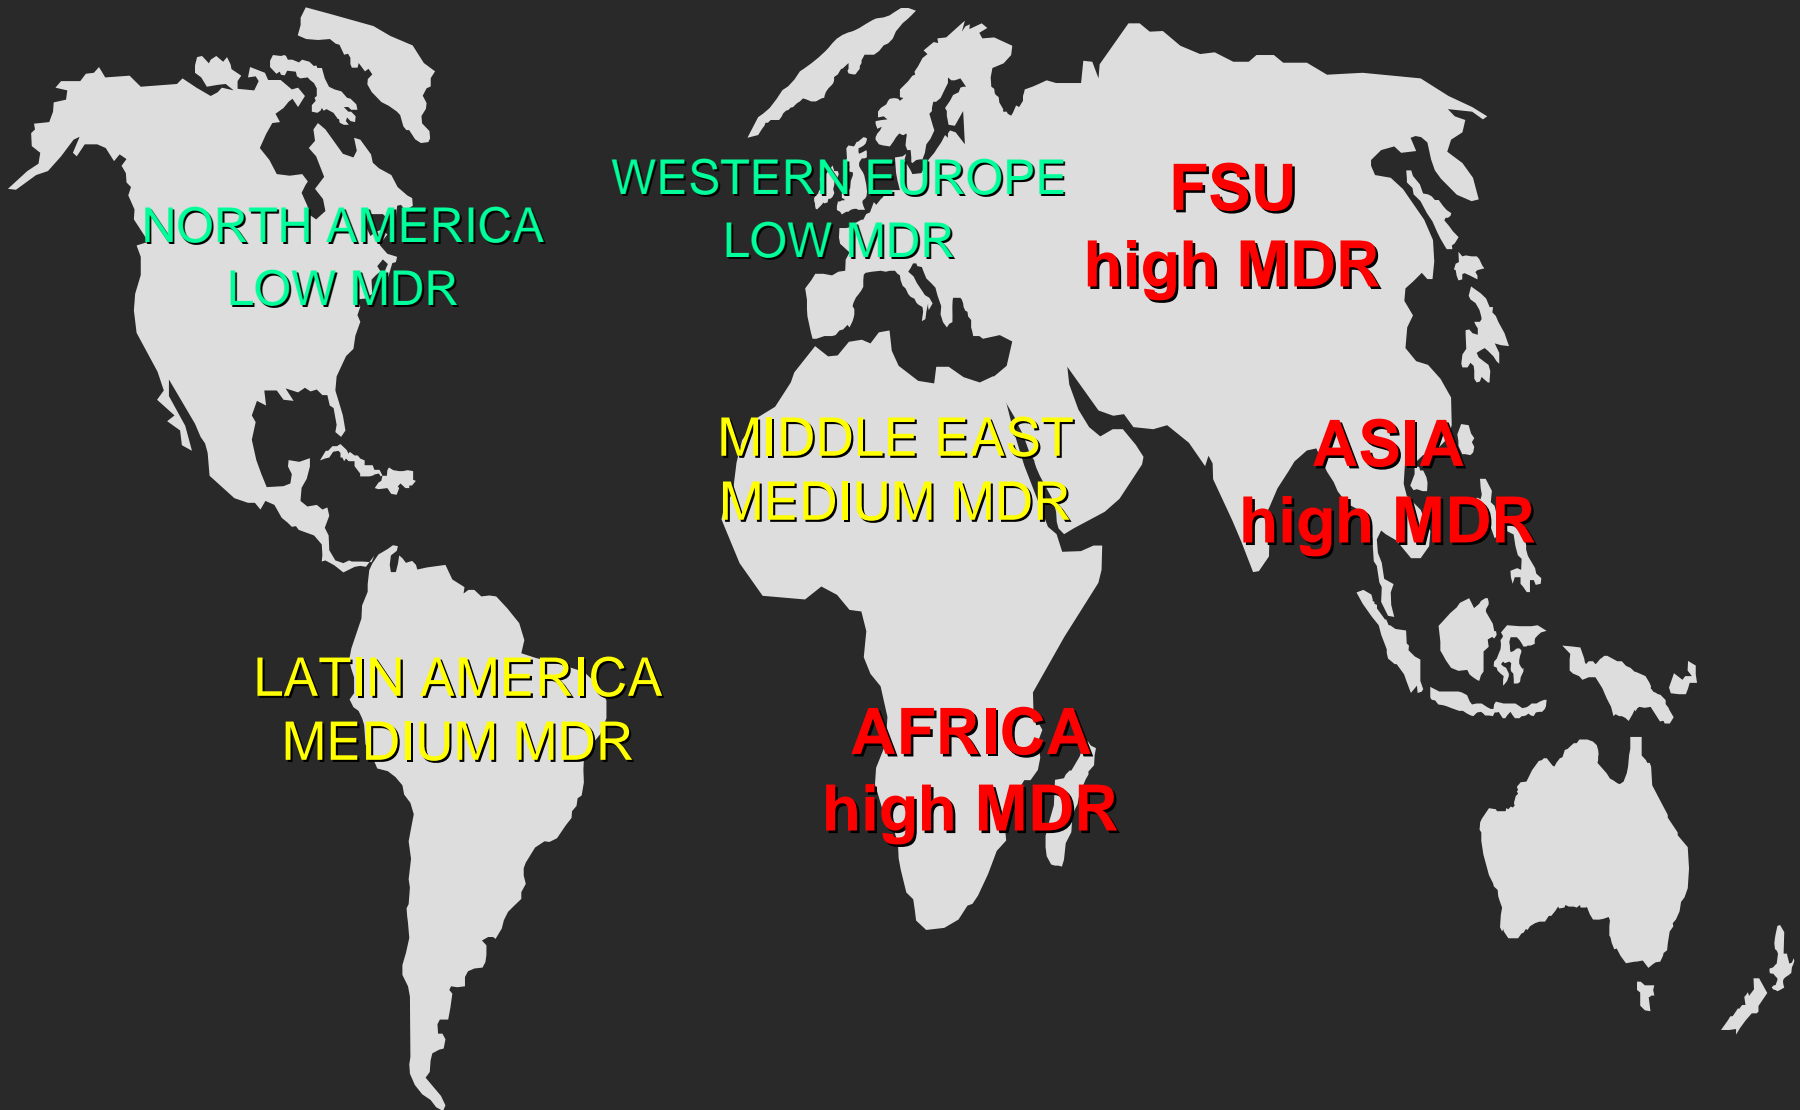 WESTERN EUROPE
LOW MDR
FSU
high MDR
NORTH AMERICA
LOW MDR
MIDDLE EAST
MEDIUM MDR
ASIA
high MDR
LATIN AMERICA
MEDIUM MDR
AFRICA
high MDR